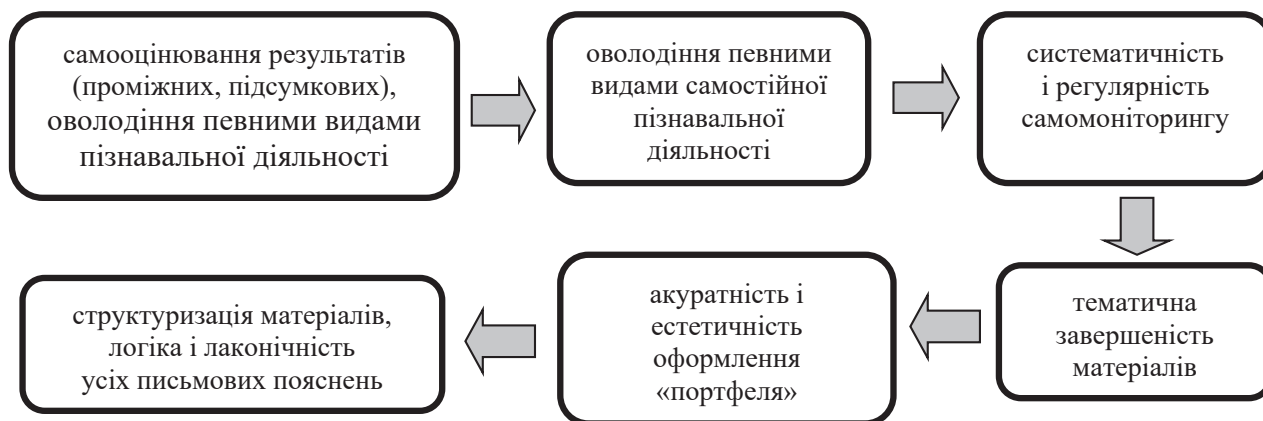 самооцінювання результатів
(проміжних, підсумкових),
оволодіння певними видами
пізнавальної діяльності
оволодіння певними
видами самостійної
пізнавальної
діяльності
систематичність
і регулярність
самомоніторингу
тематична
завершеність
матеріалів
акуратність і
естетичність
оформлення
«портфеля»
структуризація матеріалів,
логіка і лаконічність
усіх письмових пояснень